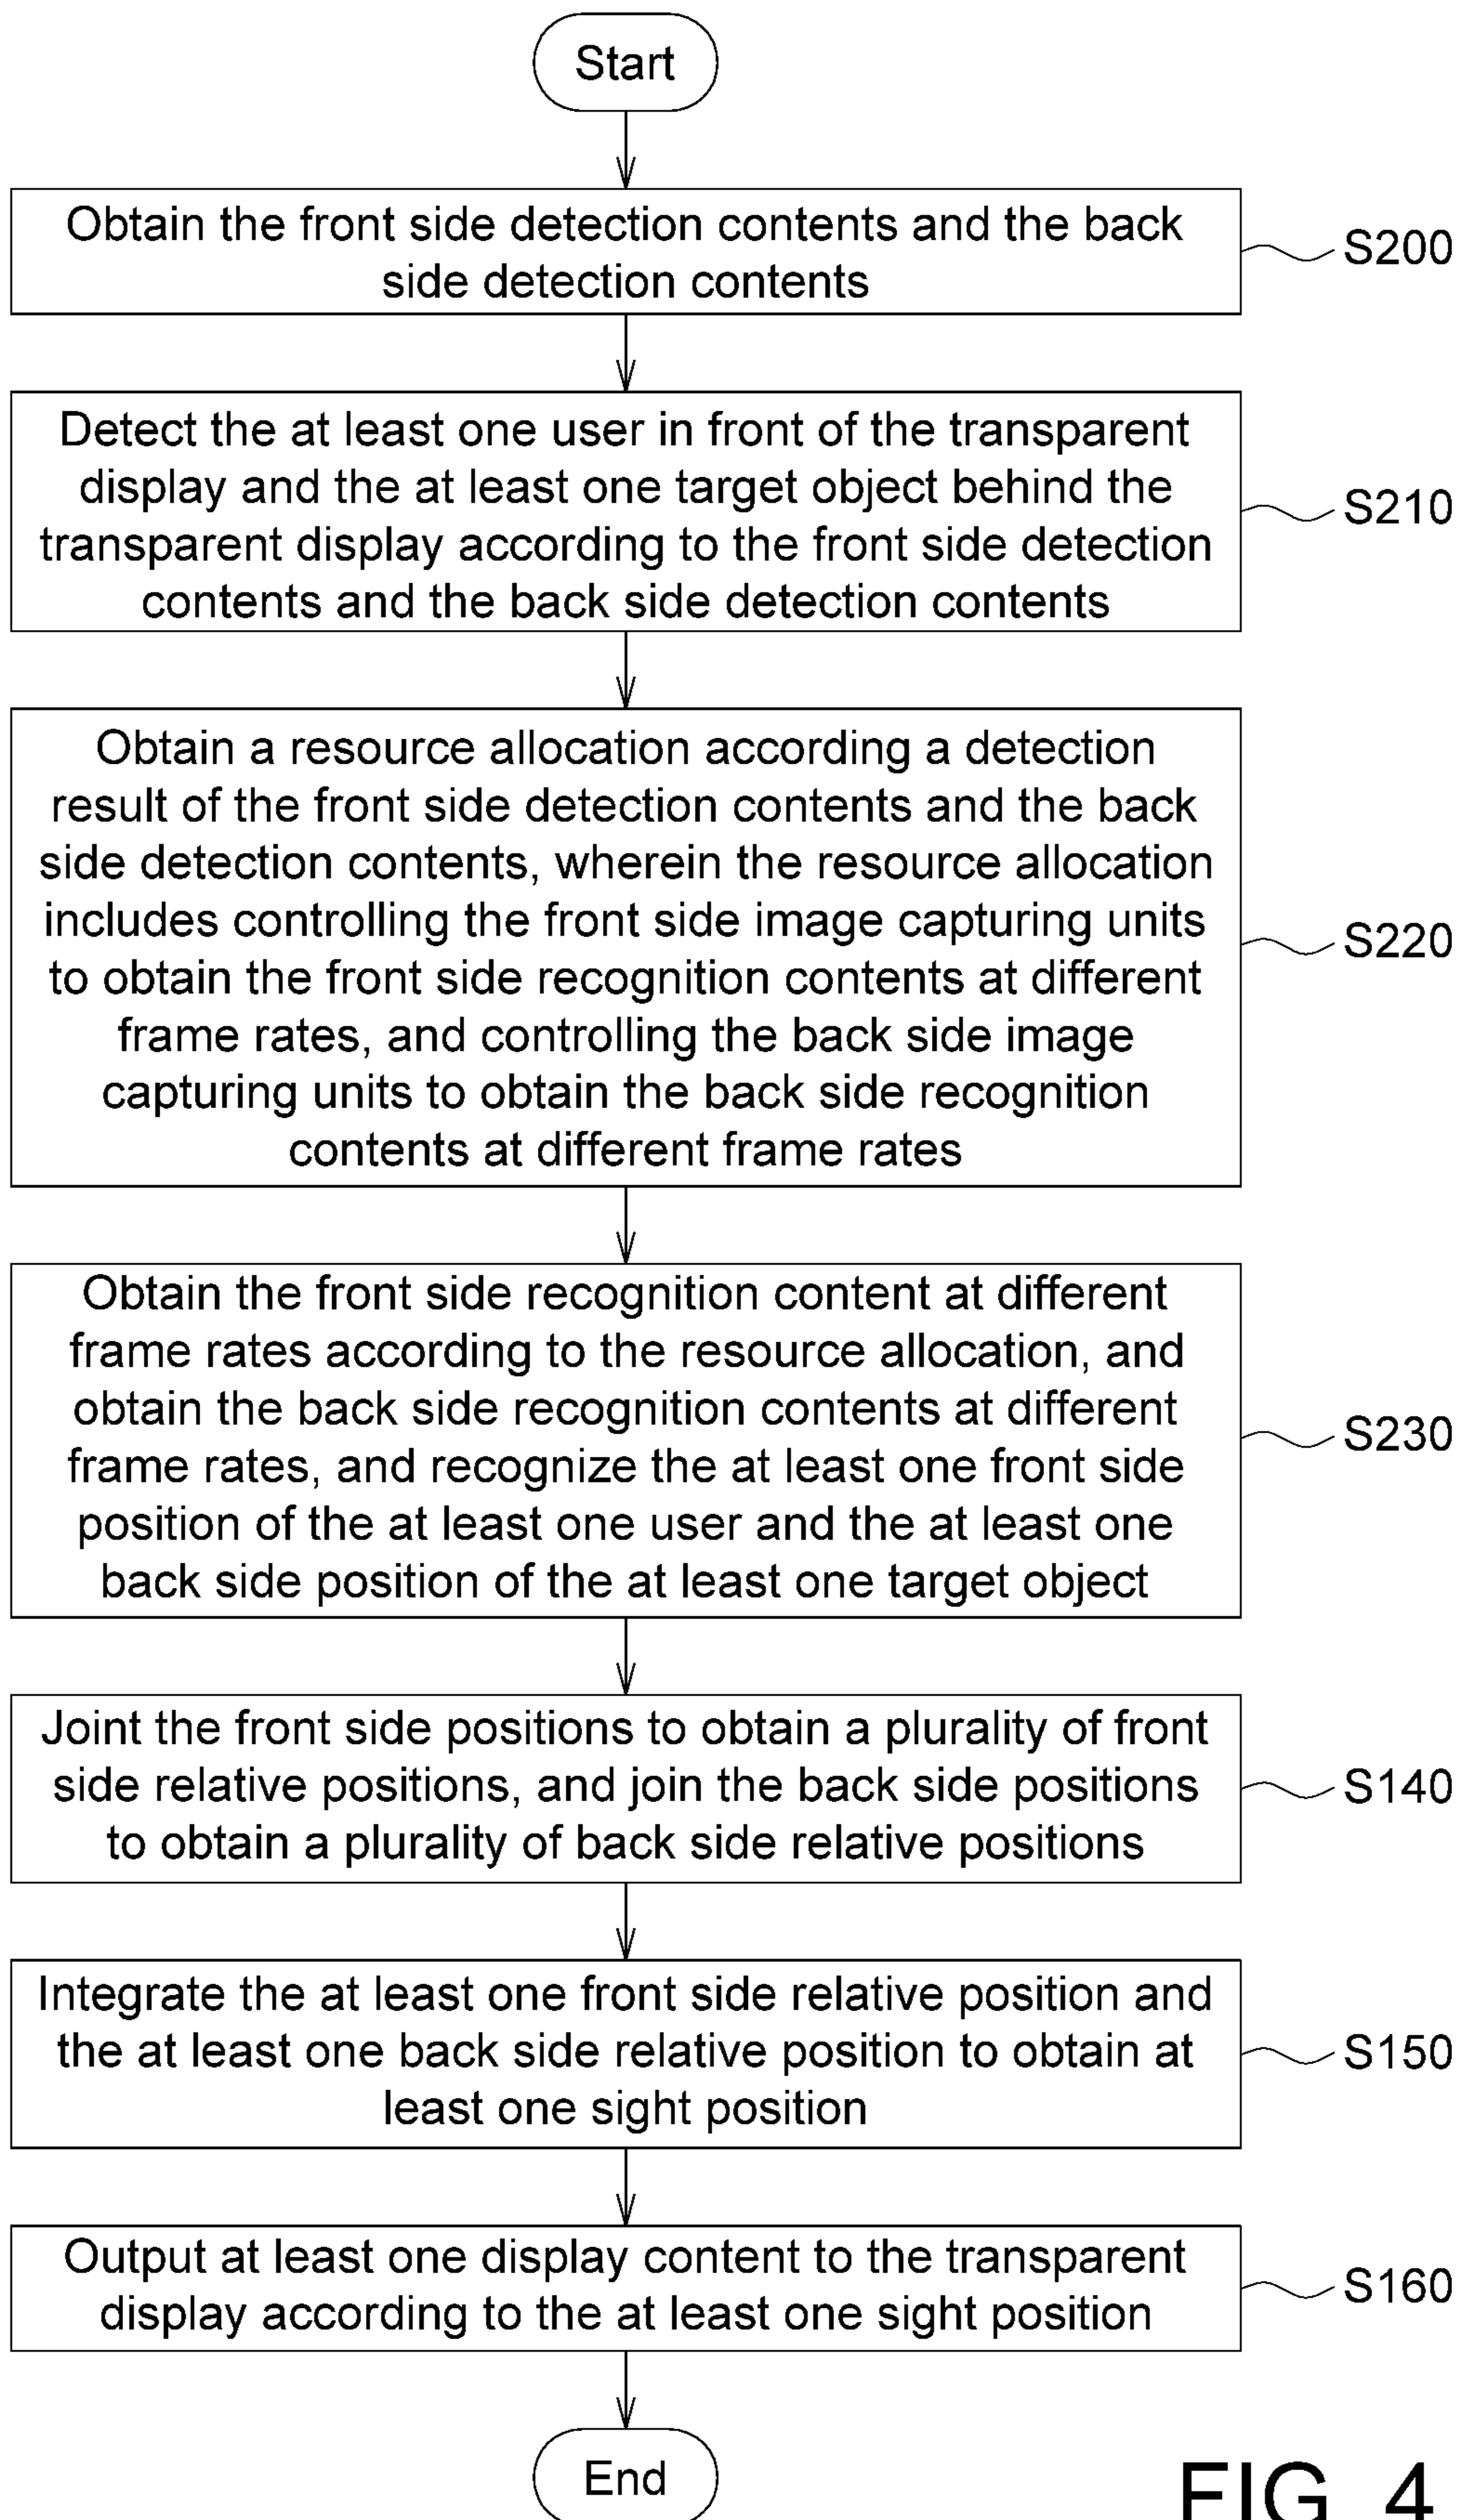 Start
Obtain the front side detection contents and the back
side detection contents
S200
Detect the at least one user in front of the transparent
display and the at least one target object behind the
transparent display according to the front side detection
contents and the back side detection contents
S210
Obtain a resource allocation according a detection
result of the front side detection contents and the back
side detection contents, wherein the resource allocation
includes controlling the front side image capturing units
to obtain the front side recognition contents at different
frame rates, and controlling the back side image
capturing units to obtain the back side recognition
contents at different frame rates
S220
Obtain the front side recognition content at different
frame rates according to the resource allocation, and
obtain the back side recognition contents at different
frame rates, and recognize the at least one front side
position of the at least one user and the at least one
back side position of the at least one target object
S230
Joint the front side positions to obtain a plurality of front
side relative positions, and join the back side positions
to obtain a plurality of back side relative positions
S140
Integrate the at least one front side relative position and
the at least one back side relative position to obtain at
least one sight position
S150
Output at least one display content to the transparent
display according to the at least one sight position
S160
End
FIG. 4